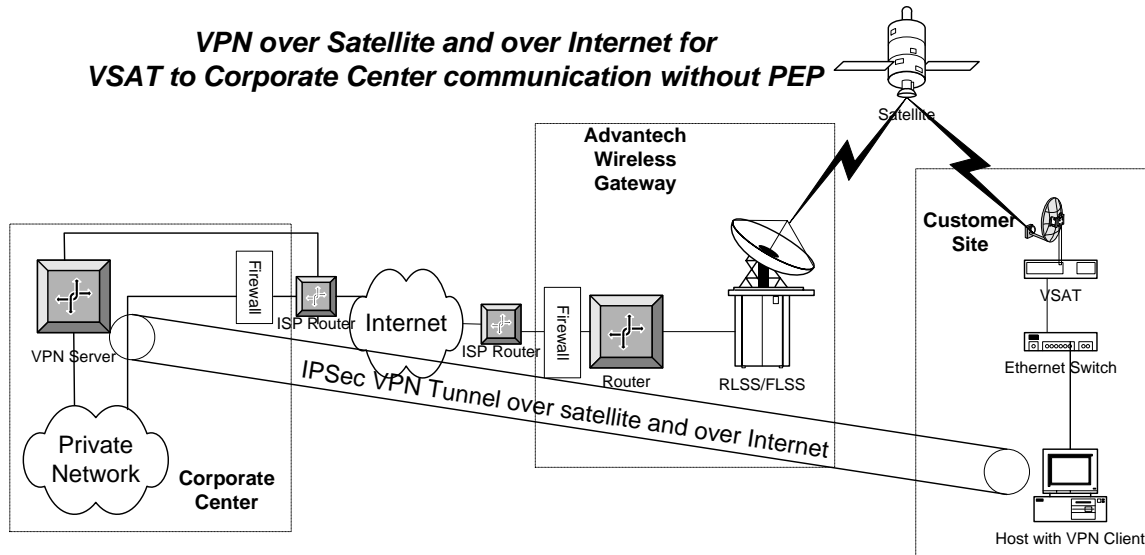 VPN over Satellite and over Internet for
VSAT to Corporate Center communication without PEP
Satellite
Advantech
Wireless
Gateway
Customer
Site
VSAT
Ethernet Switch
Host with VPN Client
Firewall
ISP Router
Internet
ISP Router
Firewall
Router
RLSS/FLSS
VPN Server
IPSec VPN Tunnel over satellite and over Internet
Private
Network
Corporate
Center